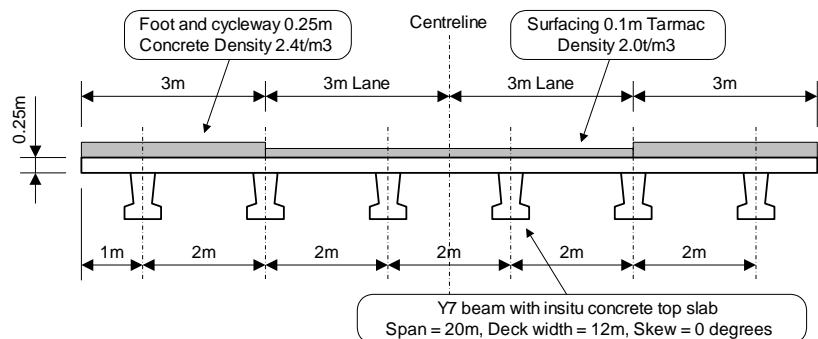 Foot and cycleway 0.25m
Concrete Density 2.4t/m3
Centreline
Surfacing 0.1m Tarmac
Density 2.0t/m3
3m
3m Lane
3m Lane
3m
0.25m
1m
2m
2m
2m
2m
2m
Y7 beam with insitu concrete top slab
Span = 20m, Deck width = 12m, Skew = 0 degrees